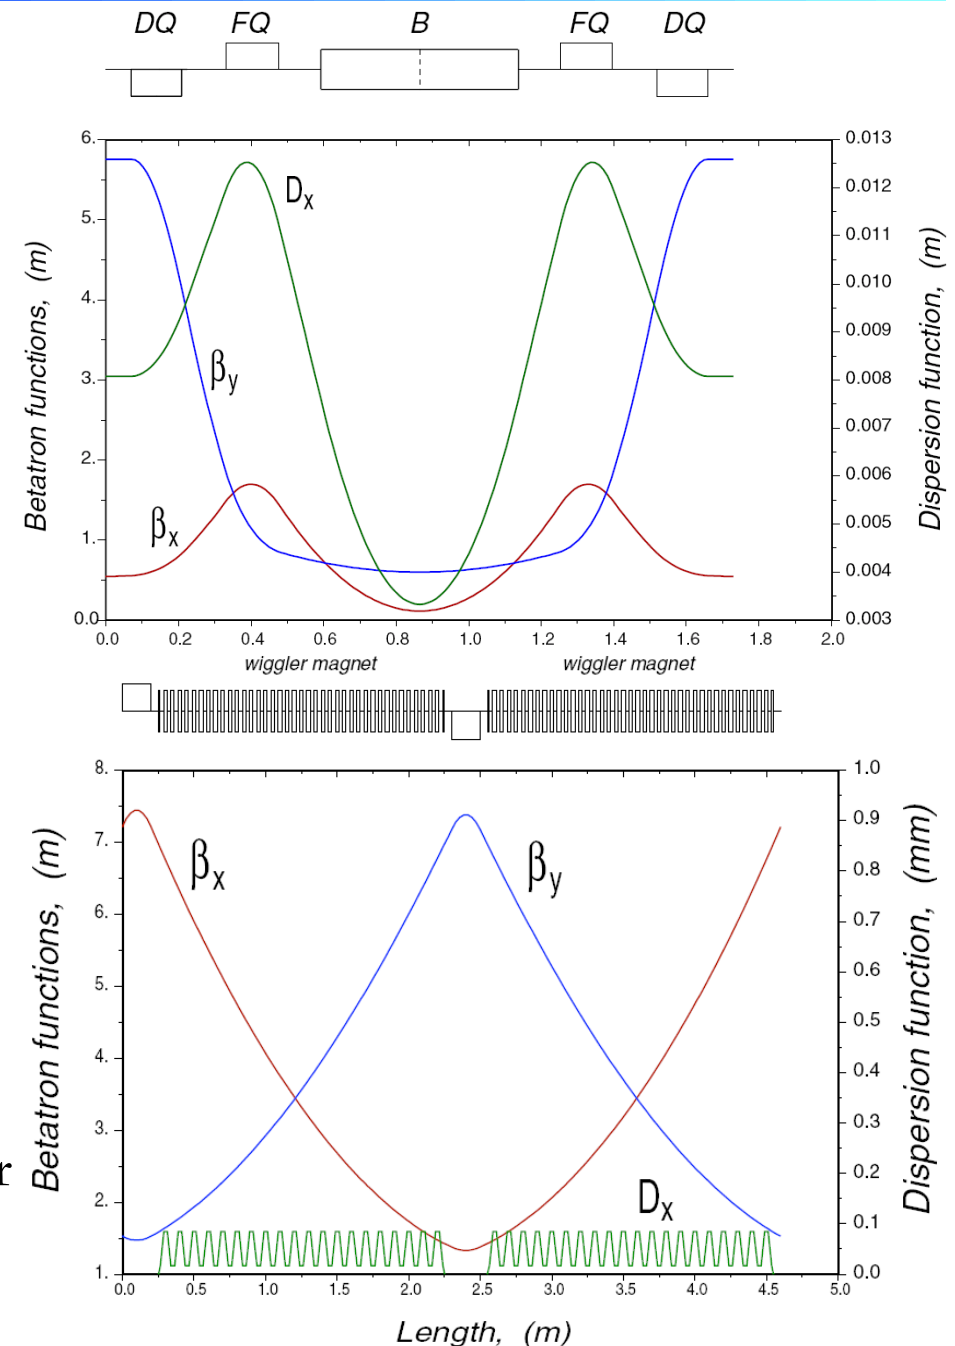 DQ FQ B FQ DQ
6. 0.013
0.012
5. 0.011
0.010
4. 0.009
3. 0.008
0.007
2. 0.006
0.005
1. 0.004
0.0 0.003
Betatron functions, (m)
Dispersion function, (m)
Dx
βy
βx
0.0 0.2 0.4 0.6 0.8 1.0 1.2 1.4 1.6 1.8 2.0
wiggler magnet wiggler magnet
8. 1.0
0.9
7. 0.8
0.7
6. 0.6
5. 0.5
4. 0.4
0.3
3. 0.2
2. 0.1
1. 0.0
Betatron functions, (m)
Dispersion function, (mm)
βx βy
Dx
r
0.0 0.5 1.0 1.5 2.0 2.5 3.0 3.5 4.0 4.5 5.0
Length, (m)